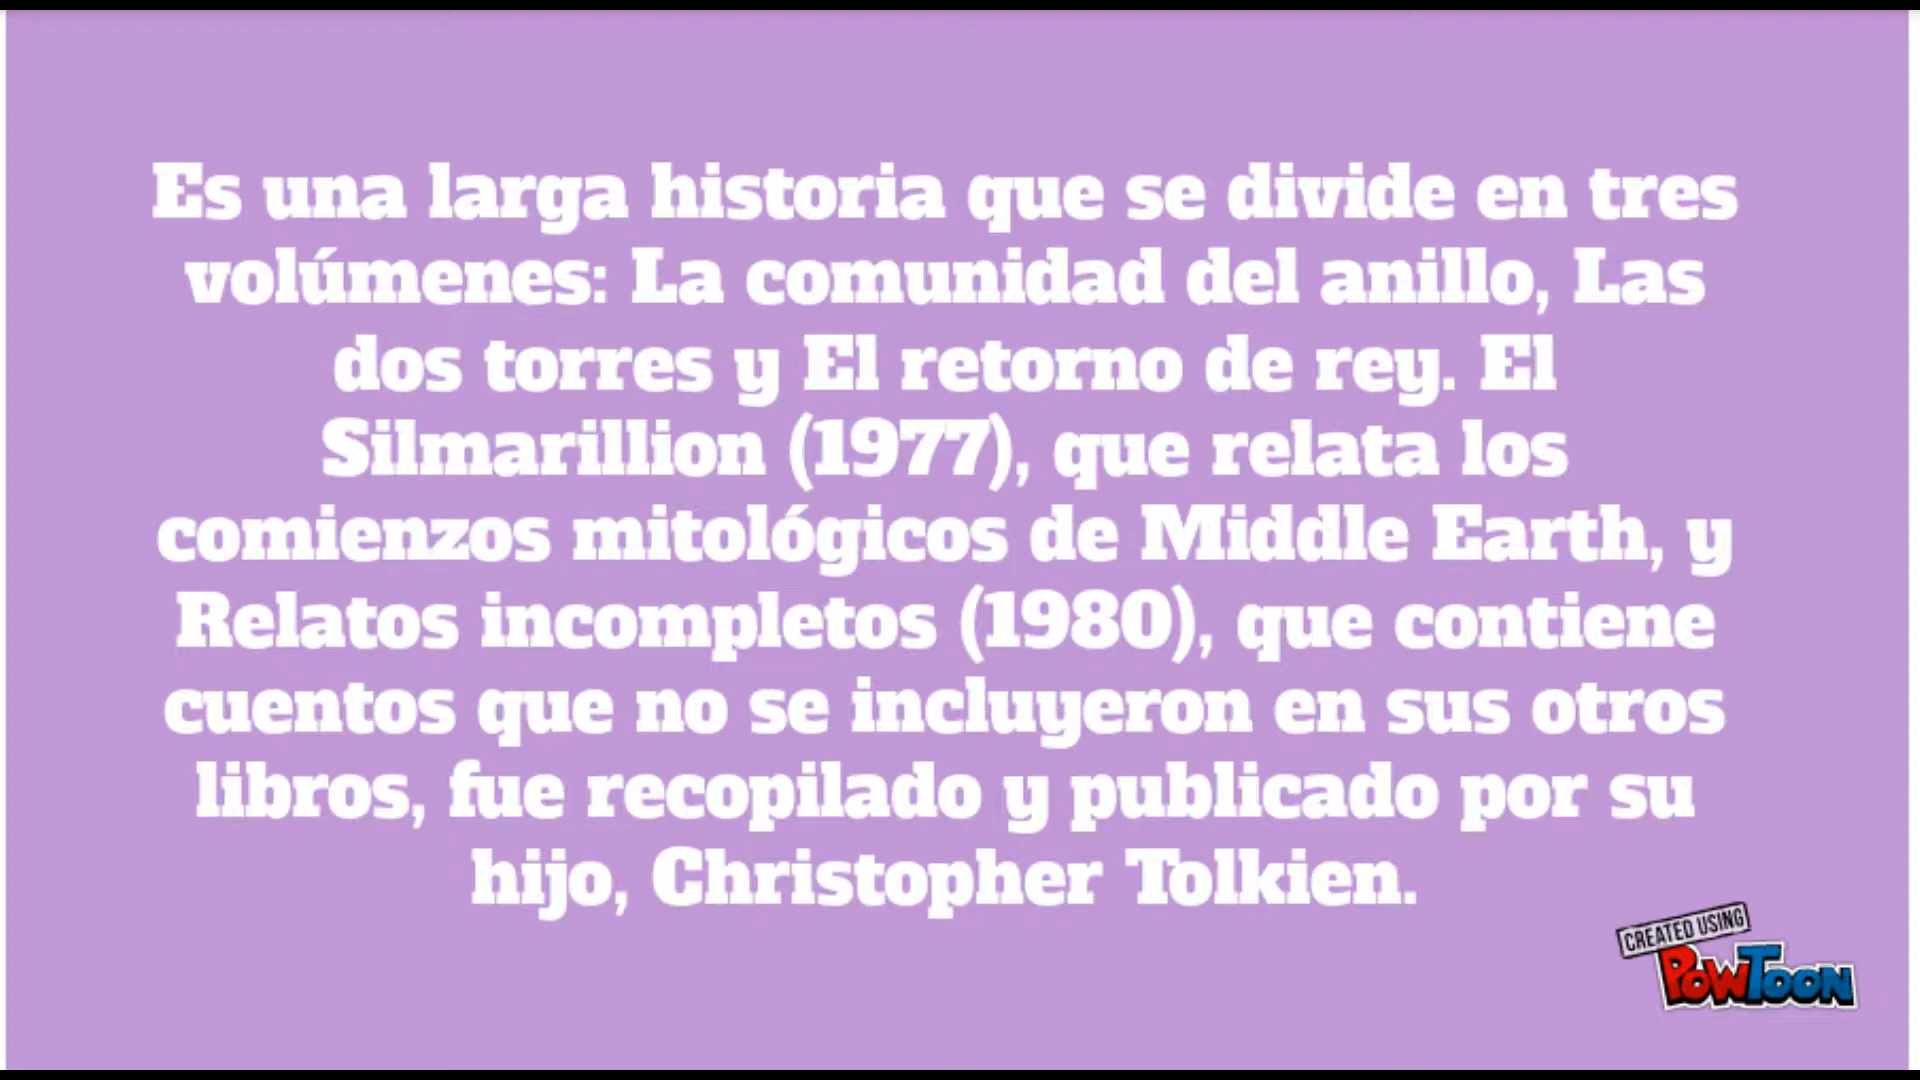 Es una larga historia que se divide en tres
volúmenes: La comunidad del anillo, Las
dos torres y El retorno de rey. El
Silmarillion (1977), que relata los
comienzos mitológicos de Middle Earth, y
Relatos incompletos (1980), que contiene
cuentos que no se incluyeron en sus otros
libros, fue recopilado y publicado por su
hijo, Christopher Tolkien.
CREATED USING
POWTOON